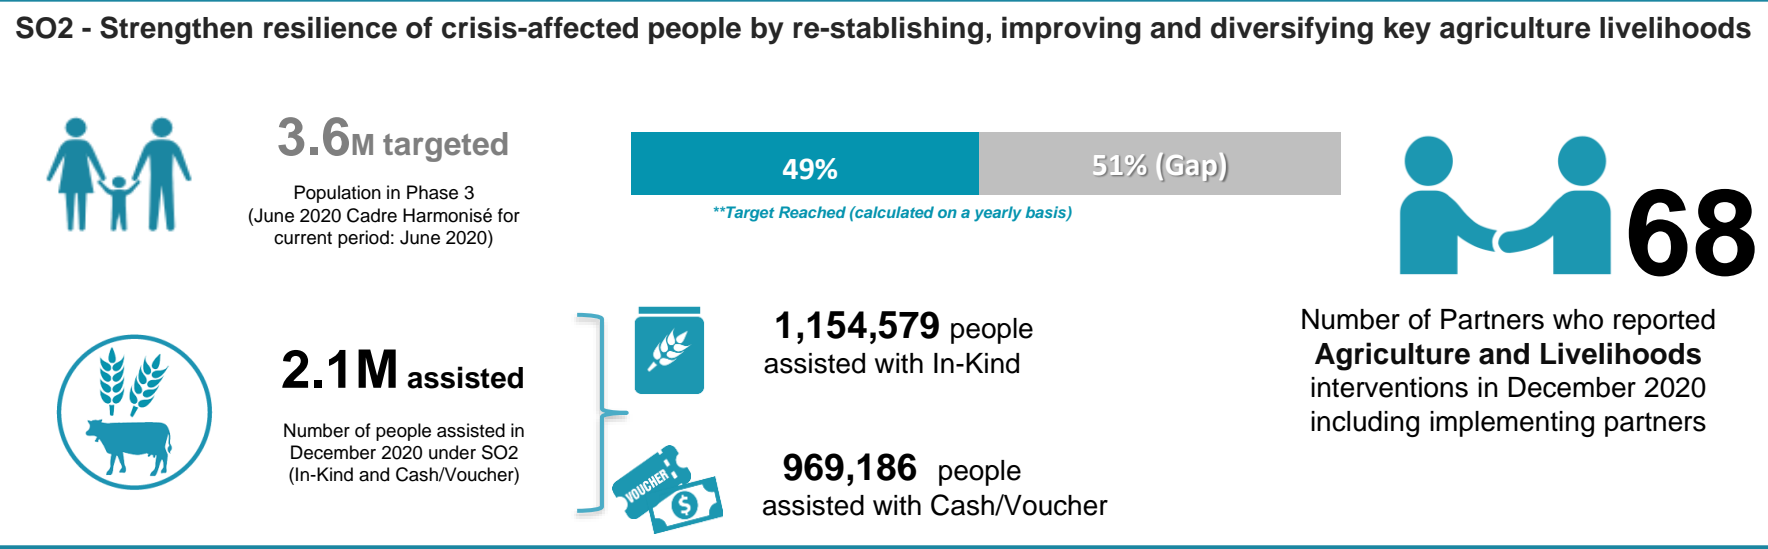 SO2 - Strengthen resilience of crisis-affected people by re-stablishing, improving and diversifying key agriculture livelihoods
3.6M targeted
Population in Phase 3
(June 2020 Cadre Harmonisé for
current period: June 2020)
49%
51% (Gap)
**Target Reached (calculated on a yearly basis)
68
Number of Partners who reported
Agriculture and Livelihoods
interventions in December 2020
including implementing partners
2.1M assisted
Number of people assisted in
December 2020 under SO2
(In-Kind and Cash/Voucher)
1,154,579 people
assisted with In-Kind
VOUCHER
$
969,186 people
assisted with Cash/Voucher